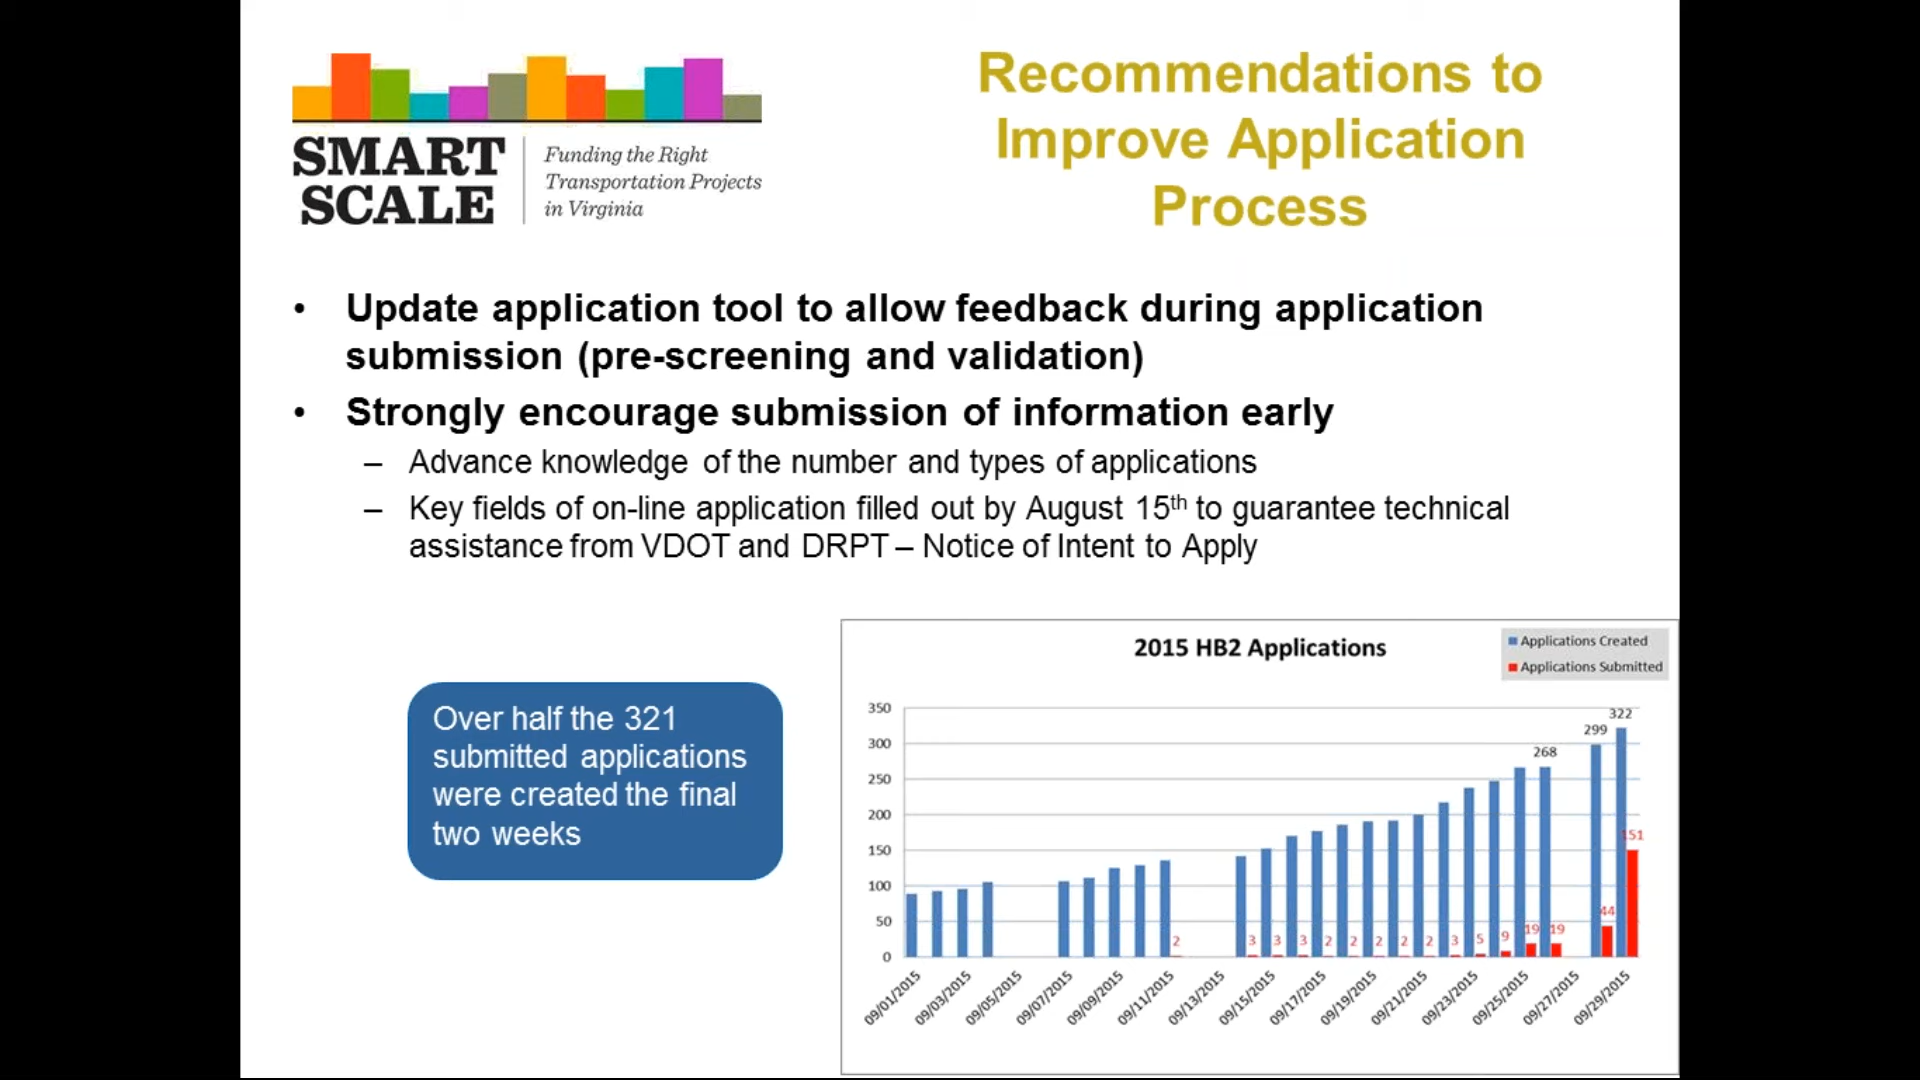 SMART
SCALE
Funding the Right
Transportation Projects
in Virginia
Recommendations to
Improve Application
Process
• Update application tool to allow feedback during application
submission (pre-screening and validation)
• Strongly encourage submission of information early
– Advance knowledge of the number and types of applications
– Key fields of on-line application filled out by August 15th to guarantee technical
assistance from VDOT and DRPT – Notice of Intent to Apply
Over half the 321
submitted applications
were created the final
two weeks
2015 HB2 Applications
Applications Created
Applications Submitted
350
300
250
200
150
100
50
0
268
299
322
2
3
3
3
2
2
2
2
2
3
5
9
19
19
44
151
09/01/2015
09/03/2015
09/05/2015
09/07/2015
09/09/2015
09/11/2015
09/13/2015
09/15/2015
09/17/2015
09/19/2015
09/21/2015
09/23/2015
09/25/2015
09/27/2015
09/29/2015